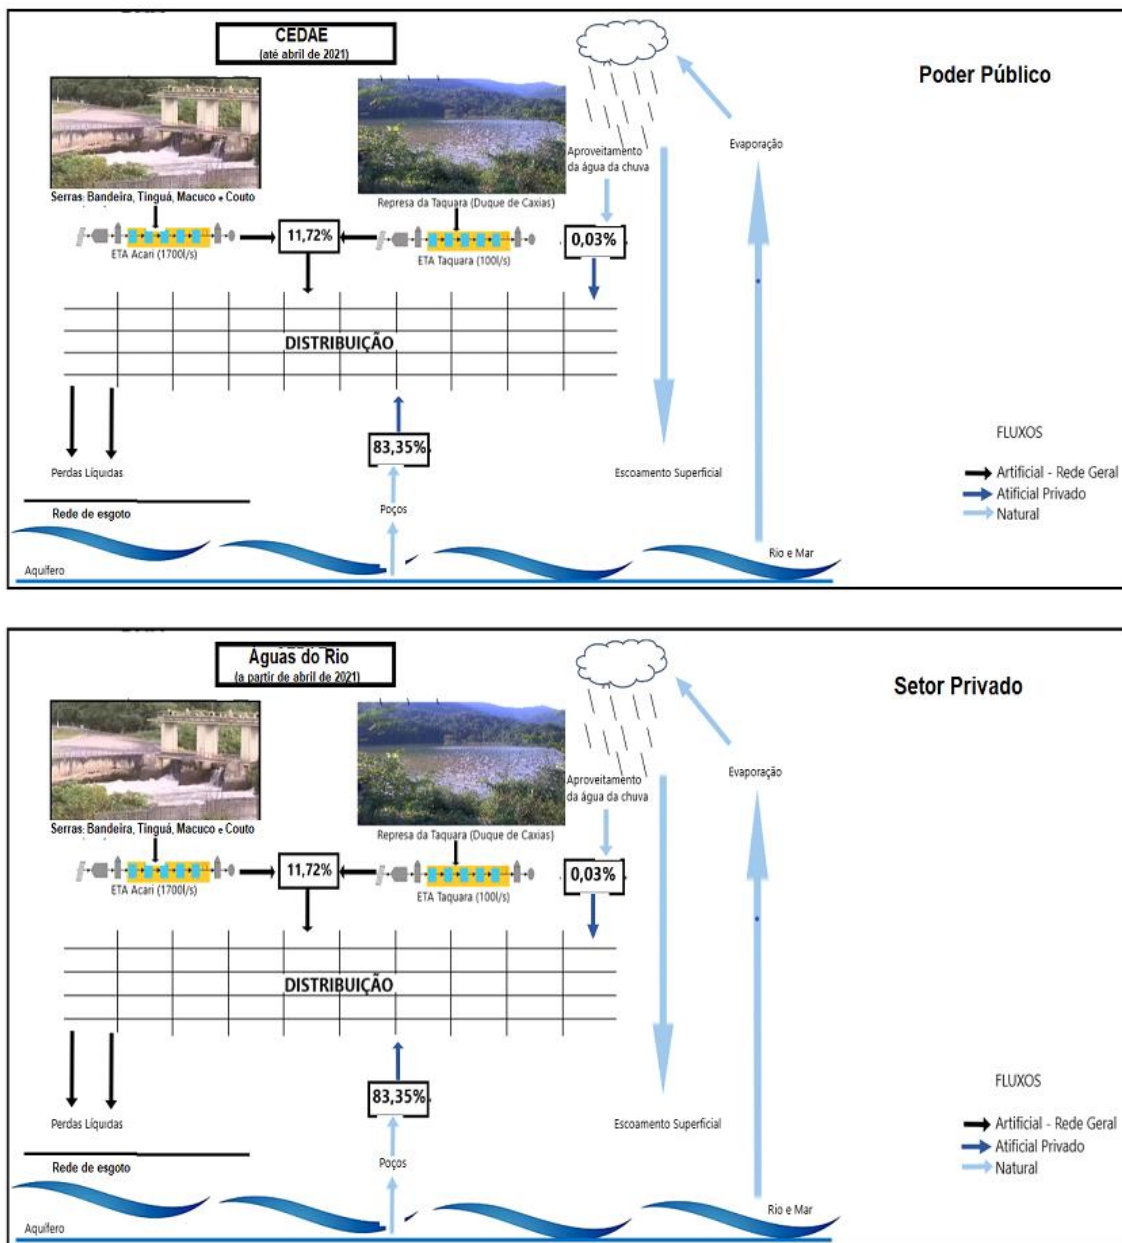 CEDAE
(até abril de 2021)
Poder Público
Evaporação
Aproveitamento
da água da chuva
Serras: Bandeira, Tinguá, Macuco e Couto
Represa da Taquara (Duque de Caxias)
11,72%
0,03%
ETA Acari (1700l/s)
ETA Taquara (100l/s)
DISTRIBUIÇÃO
83,35%
Perdas Líquidas
Escoamento Superficial
Poços
Rede de esgoto
Rio e Mar
Aquífero
FLUXOS
Artificial - Rede Geral
Atificial Privado
Natural
Águas do Rio
(a partir de abril de 2021)
Setor Privado
Evaporação
Aproveitamento
da água da chuva
Serras: Bandeira, Tinguá, Macuco e Couto
Represa da Taquara (Duque de Caxias)
11,72%
0,03%
ETA Acari (1700l/s)
ETA Taquara (100l/s)
DISTRIBUIÇÃO
83,35%
Perdas Líquidas
Escoamento Superficial
Poços
Rede de esgoto
Rio e Mar
Aquífero
FLUXOS
Artificial - Rede Geral
Atificial Privado
Natural